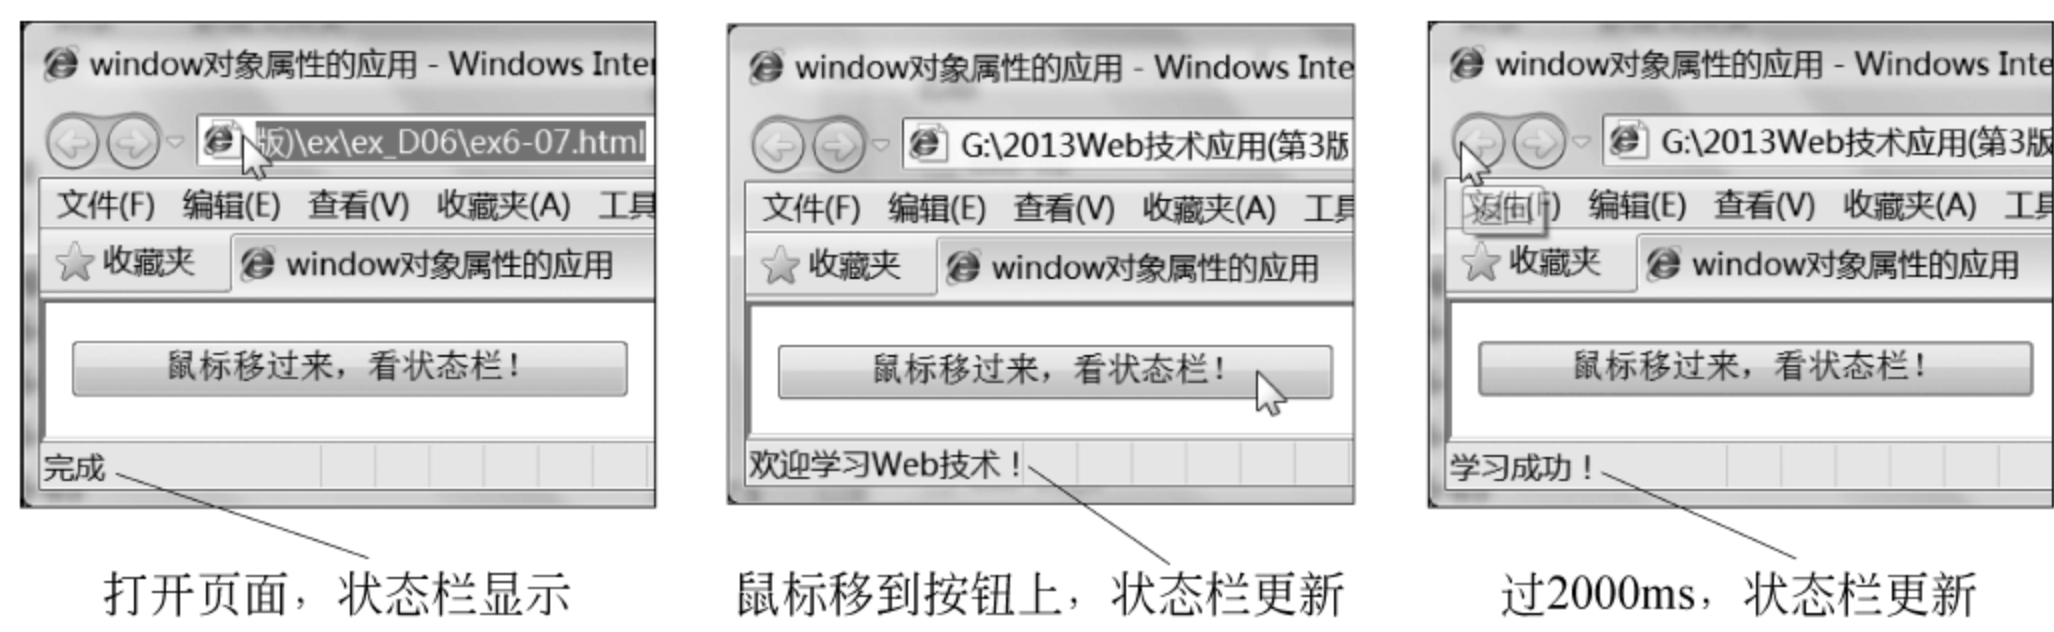 window对象属性的应用 - Windows Inter
版)\ex\ex_D06\ex6-07.html
文件(F) 编辑(E) 查看(V) 收藏夹(A) 工具
收藏夹 window对象属性的应用
鼠标移过来，看状态栏！
完成
打开页面，状态栏显示
window对象属性的应用 - Windows Inte
G:\2013Web技术应用(第3版
文件(F) 编辑(E) 查看(V) 收藏夹(A) 工具
收藏夹 window对象属性的应用
鼠标移过来，看状态栏！
欢迎学习Web技术！
鼠标移到按钮上，状态栏更新
window对象属性的应用 - Windows Inte
G:\2013Web技术应用(第3版
编辑(E) 查看(V) 收藏夹(A) 工具
收藏夹 window对象属性的应用
鼠标移过来，看状态栏！
学习成功！
过2000ms，状态栏更新